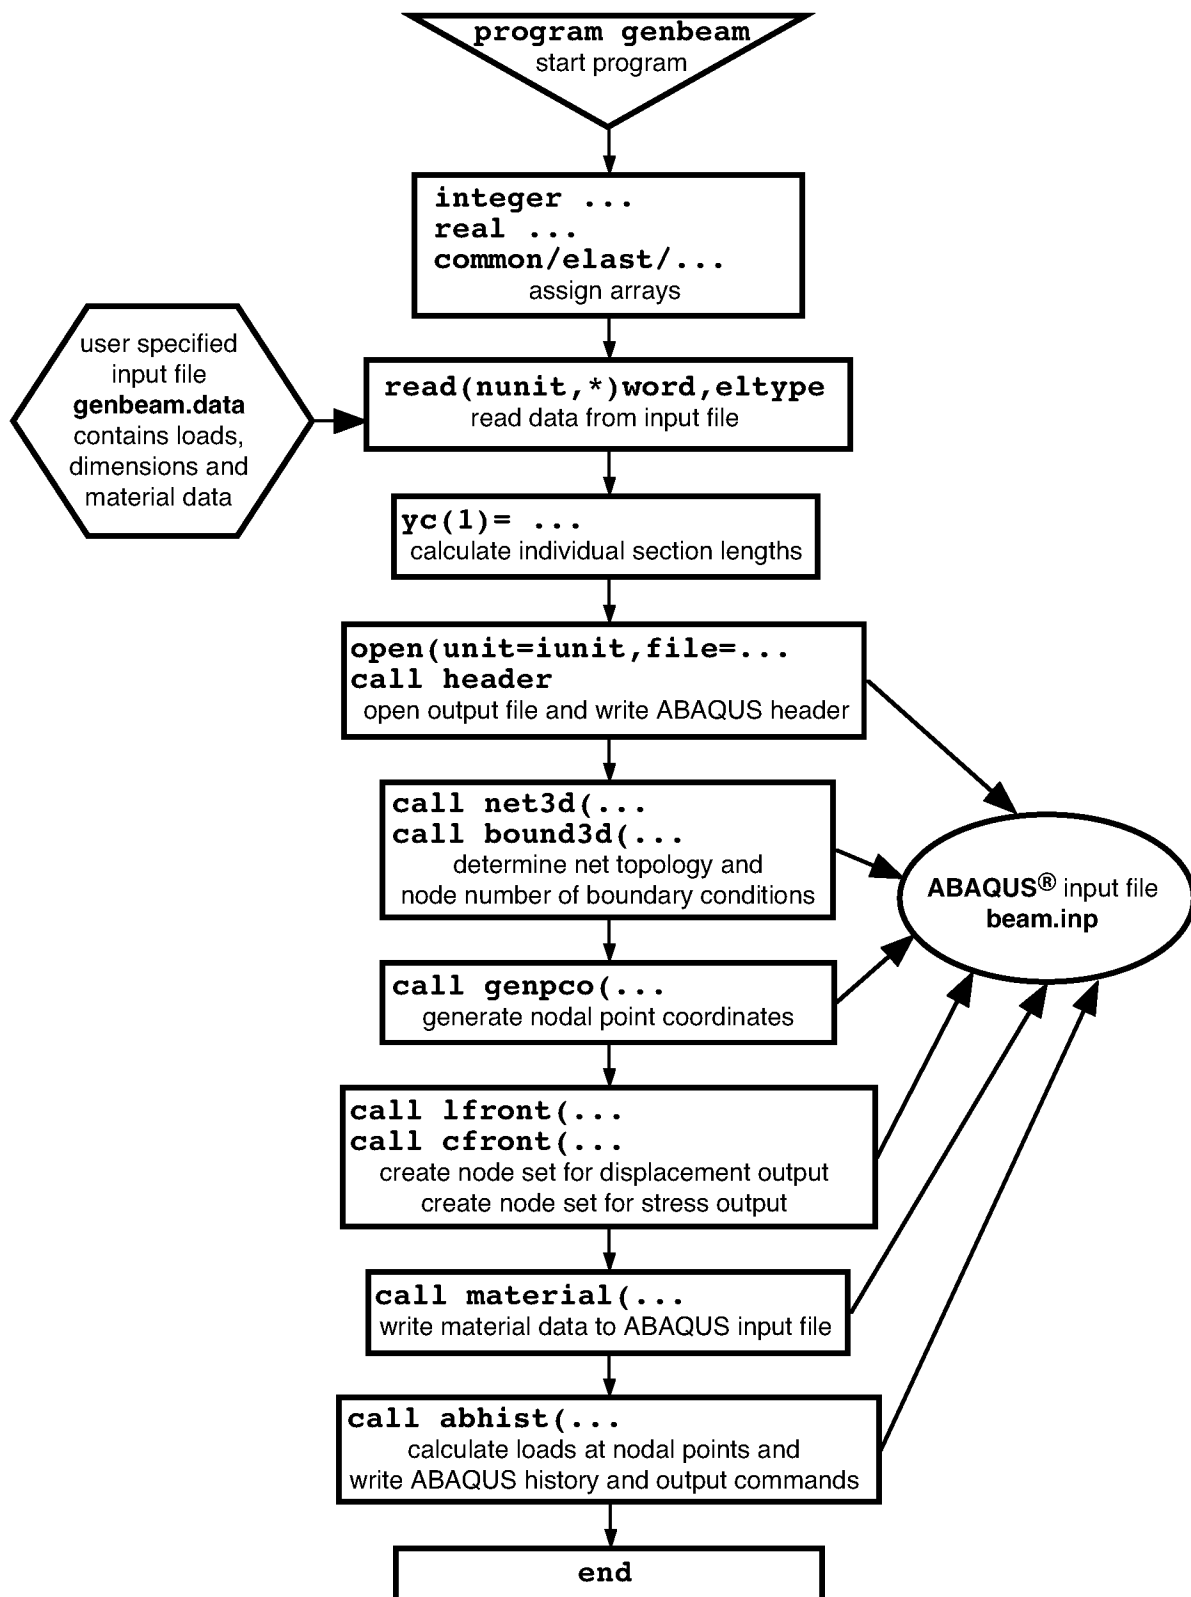 program genbeam
start program
integer ...
real ...
common/elast/...
assign arrays
user specified
input file
genbeam.data
contains loads,
dimensions and
material data
read(nunit,*)word,eltype
read data from input file
yc(1)= ...
calculate individual section lengths
open(unit=iunit,file=...
call header
open output file and write ABAQUS header
call net3d(...
call bound3d(...
determine net topology and
node number of boundary conditions
ABAQUS® input file
beam.inp
call genpco(...
generate nodal point coordinates
call lfront(...
call cfront(...
create node set for displacement output
create node set for stress output
call material(...
write material data to ABAQUS input file
call abhist(...
calculate loads at nodal points and
write ABAQUS history and output commands
end